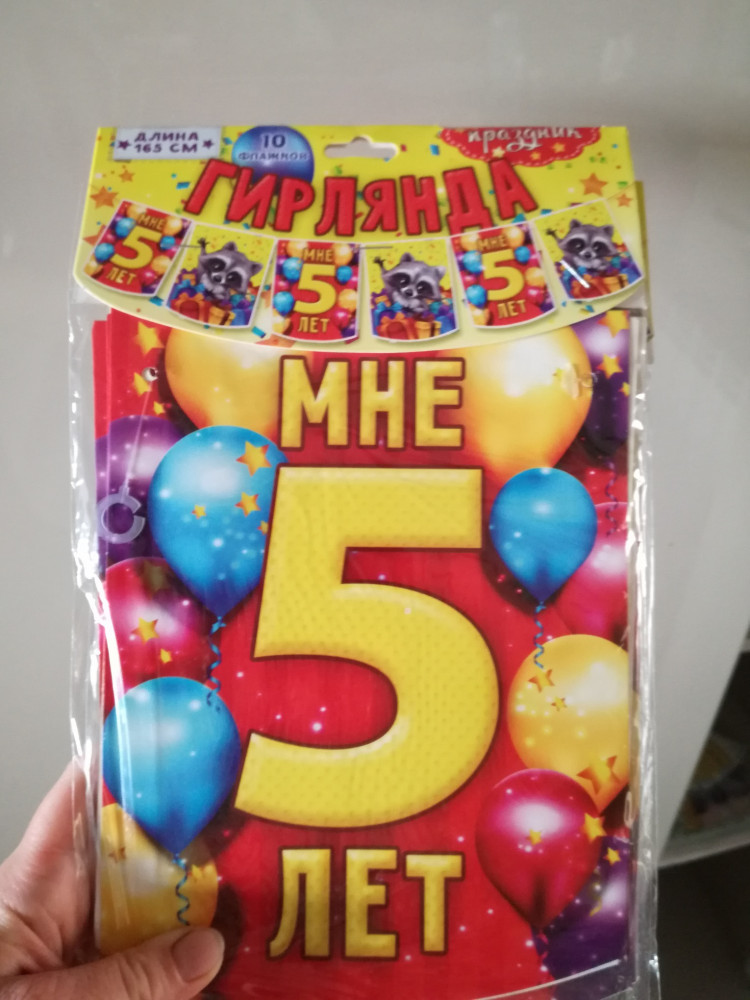 ДЛИНА
165 СМ
10
ФЛАЖКОВ
праздник
ГИРЛЯНДА
МНЕ
5
ЛЕТ
МНЕ
5
ЛЕТ
МНЕ
5
ЛЕТ
МНЕ
5
ЛЕТ